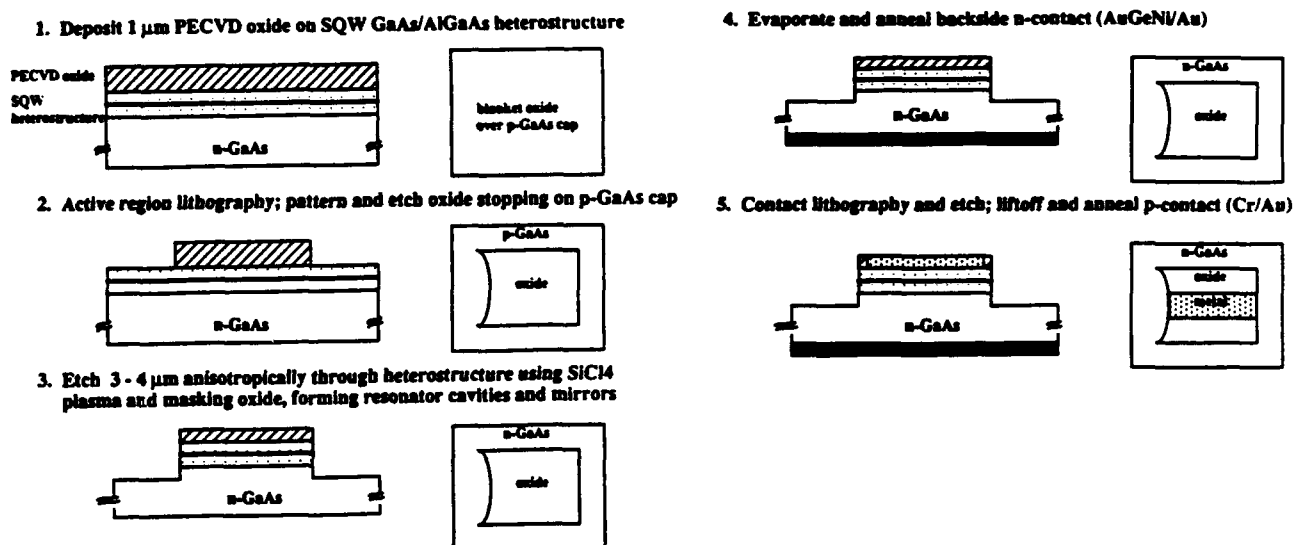 1. Deposit 1 µm PECVD oxide on SQW GaAs/AlGaAs heterostructure
PECVD oxide
SQW
heterostructure
n-GaAs
blanket oxide
over p-GaAs cap
2. Active region lithography; pattern and etch oxide stopping on p-GaAs cap
n-GaAs
p-GaAs
oxide
3. Etch 3 - 4 µm anisotropically through heterostructure using SiCl4
plasma and masking oxide, forming resonator cavities and mirrors
n-GaAs
n-GaAs
oxide
4. Evaporate and anneal backside n-contact (AuGeNi/Au)
n-GaAs
n-GaAs
oxide
5. Contact lithography and etch; liftoff and anneal p-contact (Cr/Au)
n-GaAs
n-GaAs
oxide
metal